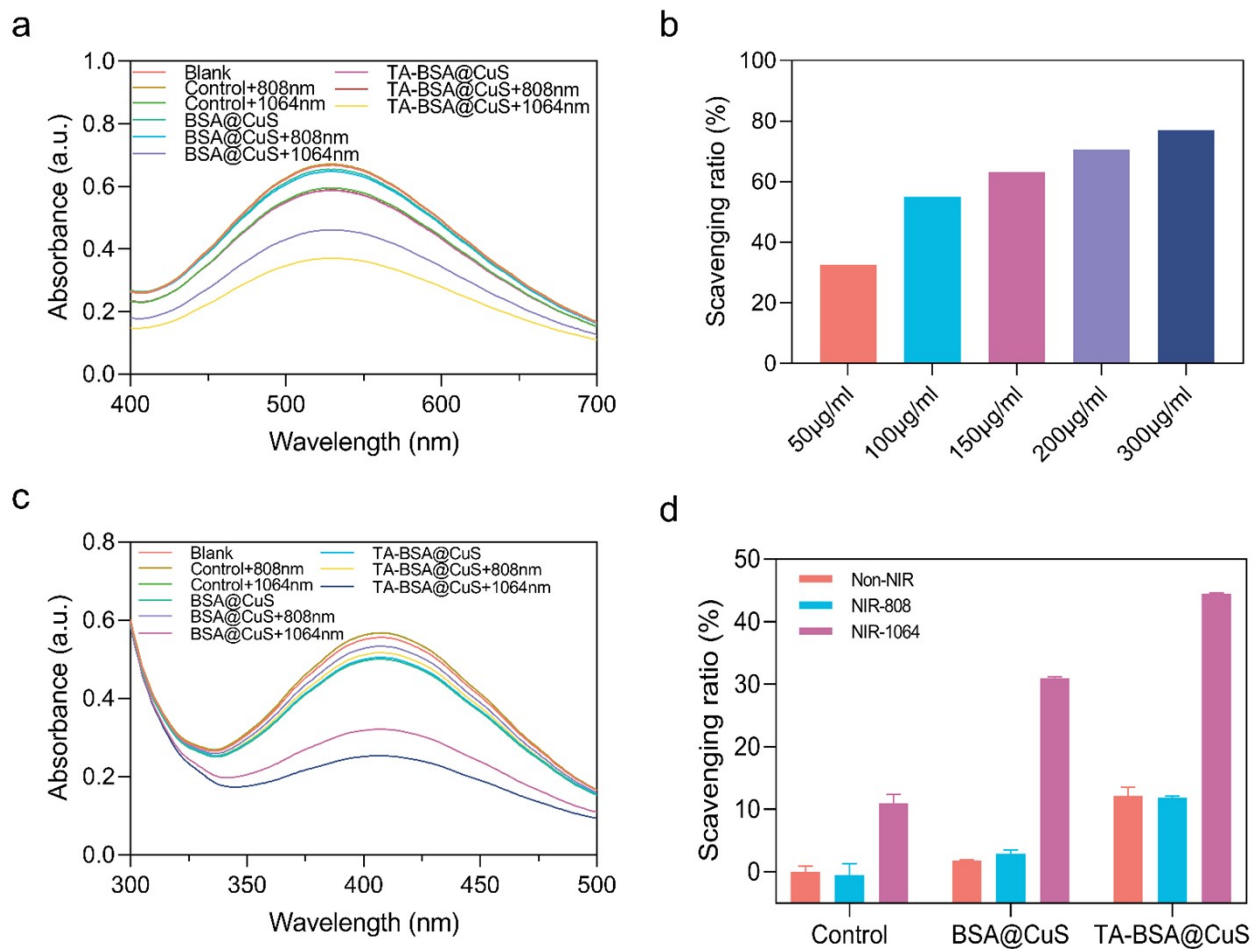 a
1.0
0.8
0.6
0.4
0.2
0.0
Absorbance (a.u.)
Blank
Control+808nm
Control+1064nm
BSA@CuS
BSA@CuS+808nm
BSA@CuS+1064nm
TA-BSA@CuS
TA-BSA@CuS+808nm
TA-BSA@CuS+1064nm
400
500
600
700
Wavelength (nm)
b
100
80
60
40
20
0
Scavenging ratio (%)
50μg/ml
100μg/ml
150μg/ml
200μg/ml
300μg/ml
c
0.8
0.6
0.4
0.2
0.0
Absorbance (a.u.)
Blank
Control+808nm
Control+1064nm
BSA@CuS
BSA@CuS+808nm
BSA@CuS+1064nm
TA-BSA@CuS
TA-BSA@CuS+808nm
TA-BSA@CuS+1064nm
300
350
400
450
500
Wavelength (nm)
d
50
40
30
20
10
0
Scavenging ratio (%)
Non-NIR
NIR-808
NIR-1064
Control
BSA@CuS
TA-BSA@CuS